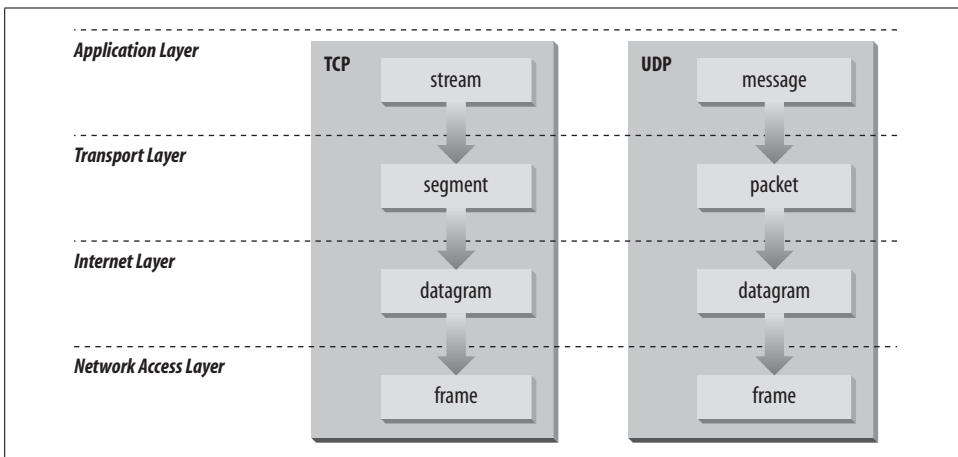 Application Layer
TCP
UDP
stream
message
Transport Layer
segment
packet
Internet Layer
datagram
datagram
Network Access Layer
frame
frame